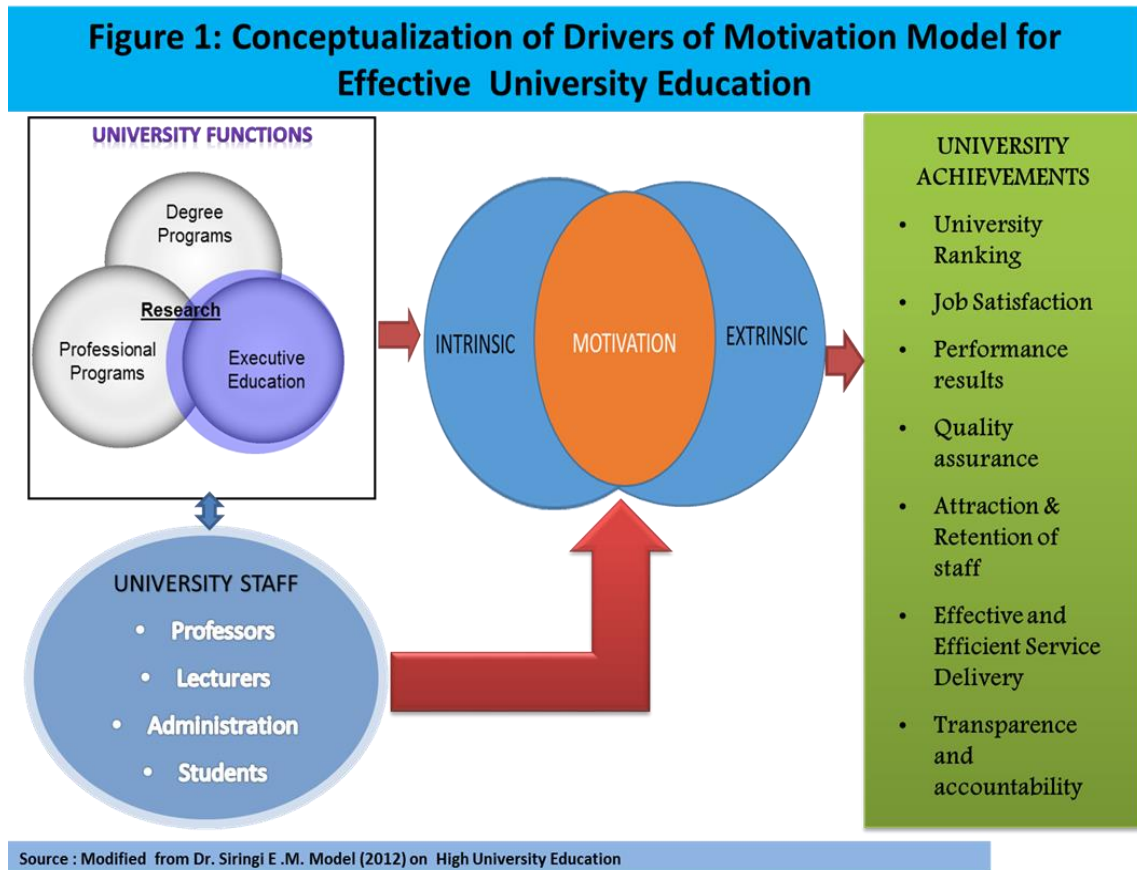 Figure 1: Conceptualization of Drivers of Motivation Model for
Effective University Education
UNIVERSITY FUNCTIONS
Degree
Programs
Research
Professional
Programs
Executive
Education
UNIVERSITY STAFF
• Professors
• Lecturers
• Administration
• Students
INTRINSIC
MOTIVATION
EXTRINSIC
UNIVERSITY
ACHIEVEMENTS
• University
Ranking
• Job Satisfaction
• Performance
results
• Quality
assurance
• Attraction &
Retention of
staff
• Effective and
Efficient Service
Delivery
• Transparence
and
accountability
Source : Modified from Dr. Siringi E .M. Model (2012) on High University Education